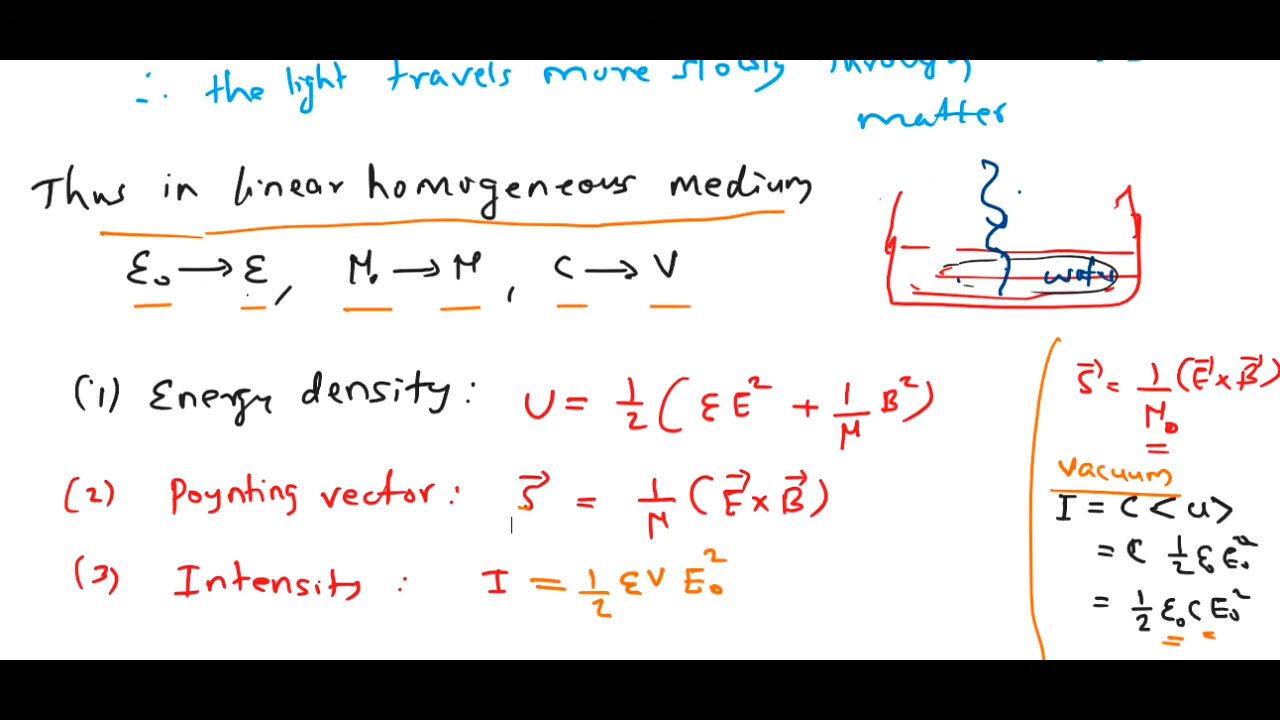 ∴ the light travels more slowly through
matter
Thus in linear homogeneous medium
ε₀ → ε, μ₀ → μ, c → v
water
(1) Energy density: U = 1/2 (εE² + 1/μ B²)
(2) Poynting vector: S⃗ = 1/μ (E⃗ × B⃗)
(3) Intensity: I = 1/2 εv E₀²
S⃗ = 1/μ₀ (E⃗ × B⃗)
vacuum
I = c <u>
= c 1/2 ε₀ E₀²
= 1/2 ε₀ c E₀²